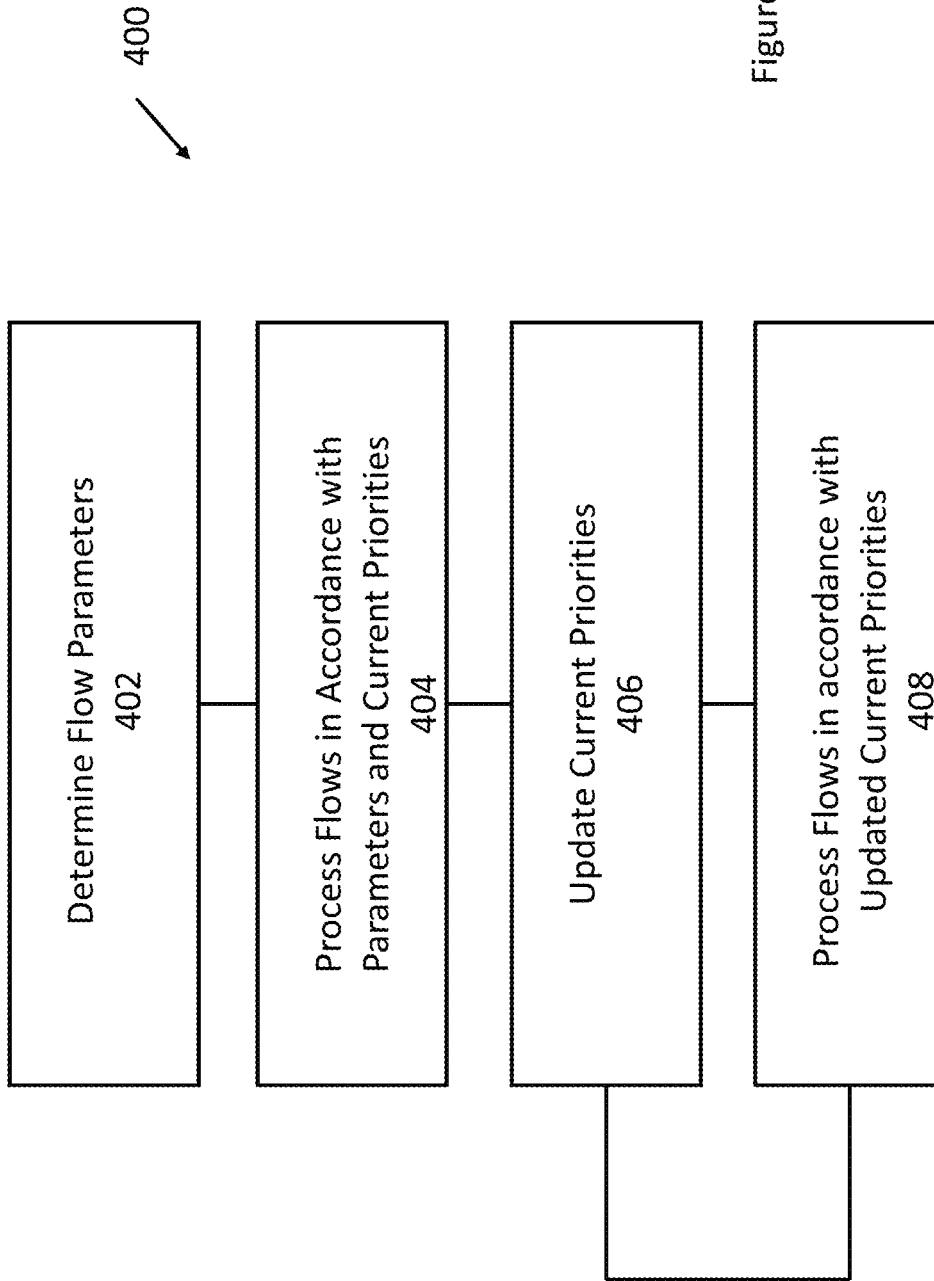 400
Determine Flow Parameters
402
Process Flows in Accordance with
Parameters and Current Priorities
404
Update Current Priorities
406
Process Flows in accordance with
Updated Current Priorities
408
Figure